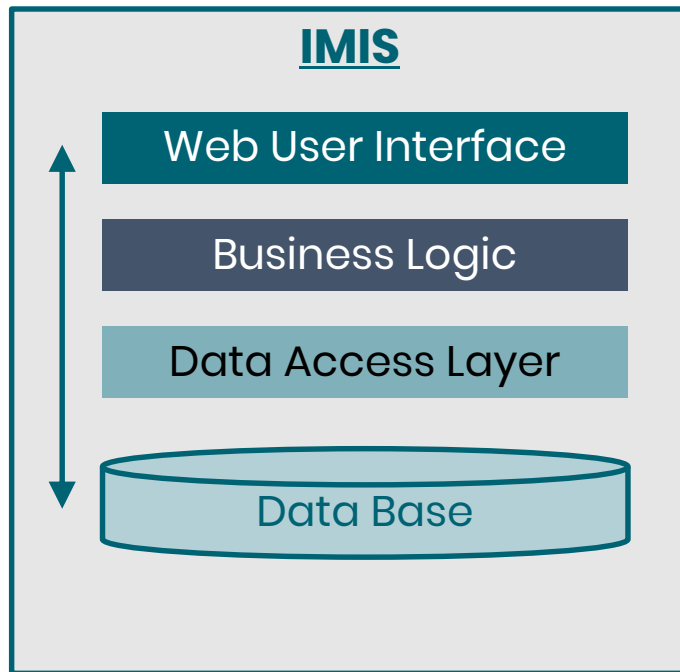 IMIS
Web User Interface
Business Logic
Data Access Layer
Data Base